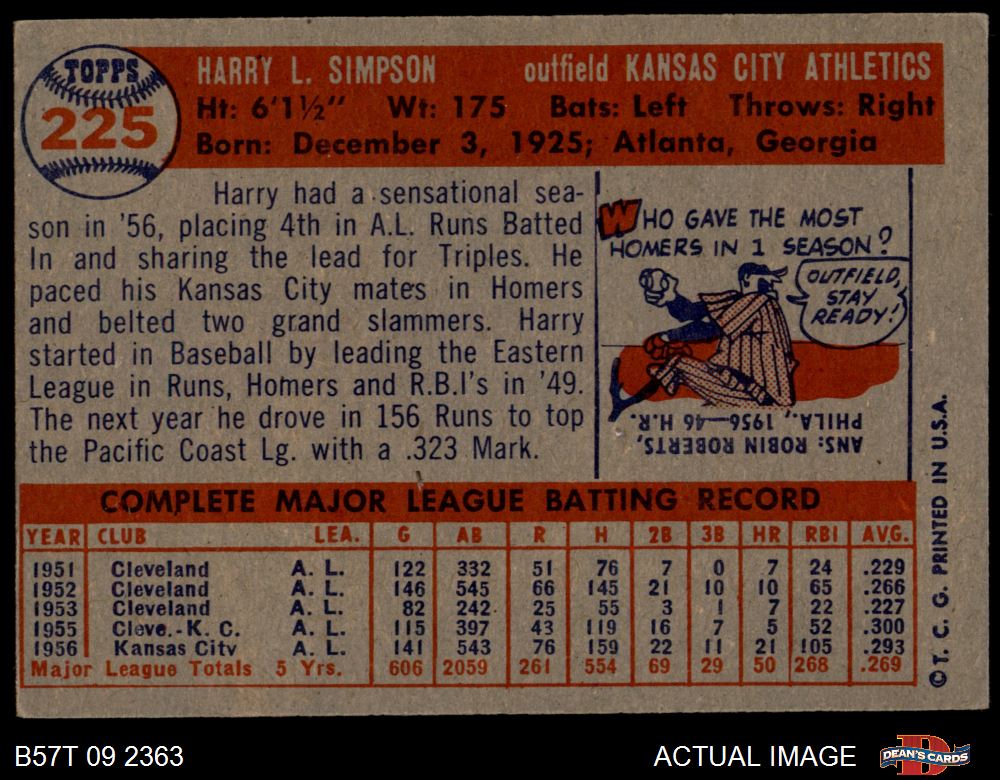 TOPPS
225
HARRY L. SIMPSON outfield KANSAS CITY ATHLETICS
Ht: 6'1½" Wt: 175 Bats: Left Throws: Right
Born: December 3, 1925; Atlanta, Georgia
Harry had a sensational sea-
son in '56, placing 4th in A.L. Runs Batted
In and sharing the lead for Triples. He
paced his Kansas City mates in Homers
and belted two grand slammers. Harry
started in Baseball by leading the Eastern
League in Runs, Homers and R.B.I's in '49.
The next year he drove in 156 Runs to top
the Pacific Coast Lg. with a .323 Mark.
WHO GAVE THE MOST
HOMERS IN 1 SEASON?
OUTFIELD,
STAY
READY!
ANS: ROBIN ROBERTS,
PHILA., 1956—46 H.R.
COMPLETE MAJOR LEAGUE BATTING RECORD
YEAR CLUB LEA. G AB R H 2B 3B HR RBI AVG.
1951 Cleveland A. L. 122 332 51 76 7 0 7 24 .229
1952 Cleveland A. L. 146 545 66 145 21 10 10 65 .266
1953 Cleveland A. L. 82 242 25 55 3 1 7 22 .227
1955 Cleve.-K. C. A. L. 115 397 43 119 16 7 5 52 .300
1956 Kansas City A. L. 141 543 76 159 22 11 21 105 .293
Major League Totals 5 Yrs. 606 2059 261 554 69 29 50 268 .269
©T. C. G. PRINTED IN U.S.A.
B57T 09 2363 ACTUAL IMAGE DEAN'S CARDS